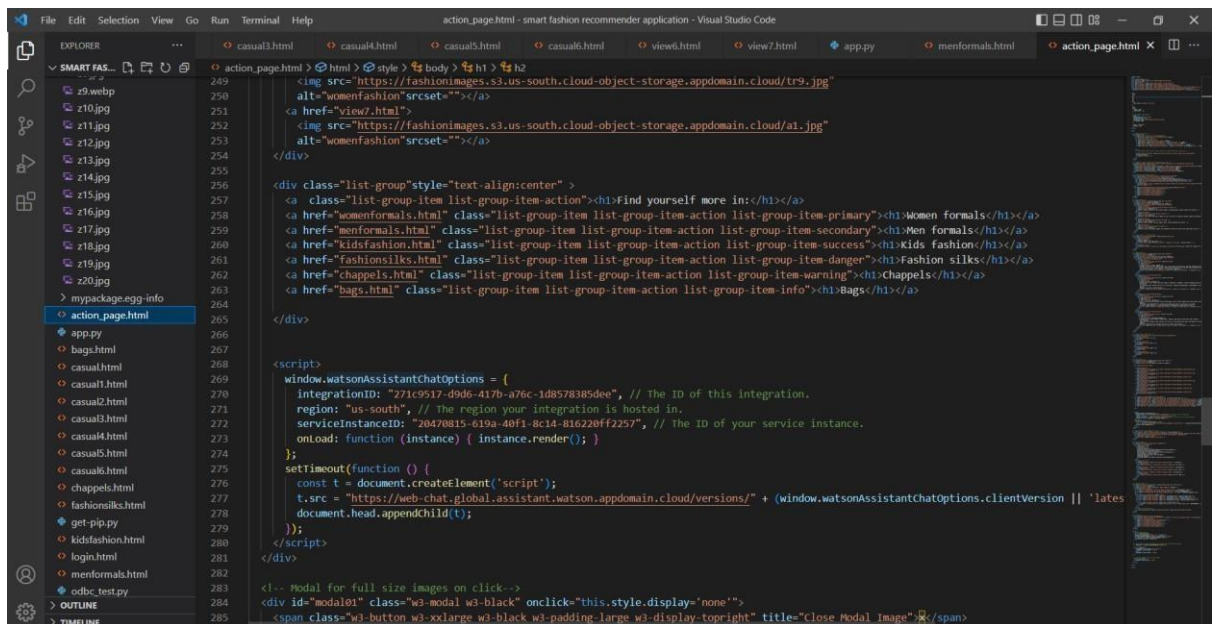 File Edit Selection View Go Run Terminal Help action_page.html - smart fashion recommender application - Visual Studio Code
EXPLORER ... casual3.html casual4.html casual5.html casual6.html view6.html view7.html app.py menformals.html action_page.html
SMART FAS... action_page.html > html > style > body > h1 > h2
z9.webp
z10.jpg
z11.jpg
z12.jpg
z13.jpg
z14.jpg
z15.jpg
z16.jpg
z17.jpg
z18.jpg
z19.jpg
z20.jpg
> mypackage.egg-info
action_page.html
app.py
bags.html
casual.html
casual1.html
casual2.html
casual3.html
casual4.html
casual5.html
casual6.html
chappels.html
fashionsilks.html
get-pip.py
kidsfashion.html
login.html
menformals.html
odbc_test.py
> OUTLINE
> TIMELINE
249 <img src="https://fashionimages.s3.us-south.cloud-object-storage.appdomain.cloud/tr9.jpg"
250 alt="womenfashion"srcset=""></a>
251 <a href="view7.html">
252 <img src="https://fashionimages.s3.us-south.cloud-object-storage.appdomain.cloud/a1.jpg"
253 alt="womenfashion"srcset=""></a>
254 </div>
255
256 <div class="list-group"style="text-align:center" >
257 <a  class="list-group-item list-group-item-action"><h1>Find yourself more in:</h1></a>
258 <a href="womenformals.html" class="list-group-item list-group-item-action list-group-item-primary"><h1>Women formals</h1></a>
259 <a href="menformals.html" class="list-group-item list-group-item-action list-group-item-secondary"><h1>Men formals</h1></a>
260 <a href="kidsfashion.html" class="list-group-item list-group-item-action list-group-item-success"><h1>Kids fashion</h1></a>
261 <a href="fashionsilks.html" class="list-group-item list-group-item-action list-group-item-danger"><h1>Fashion silks</h1></a>
262 <a href="chappels.html" class="list-group-item list-group-item-action list-group-item-warning"><h1>Chappels</h1></a>
263 <a href="bags.html" class="list-group-item list-group-item-action list-group-item-info"><h1>Bags</h1></a>
264
265 </div>
266
267
268 <script>
269 window.watsonAssistantChatOptions = {
270 integrationID: "271c9517-d9d6-417b-a76c-1d8578385dee", // The ID of this integration.
271 region: "us-south", // The region your integration is hosted in.
272 serviceInstanceID: "20470815-619a-40f1-8c14-816220ff2257", // The ID of your service instance.
273 onLoad: function (instance) { instance.render(); }
274 };
275 setTimeout(function () {
276 const t = document.createElement('script');
277 t.src = "https://web-chat.global.assistant.watson.appdomain.cloud/versions/" + (window.watsonAssistantChatOptions.clientVersion || 'lates
278 document.head.appendChild(t);
279 });
280 </script>
281 </div>
282
283 <!-- Modal for full size images on click-->
284 <div id="modal01" class="w3-modal w3-black" onclick="this.style.display='none'">
285 <span class="w3-button w3-xxlarge w3-black w3-padding-large w3-display-topright" title="Close Modal Image">×</span>